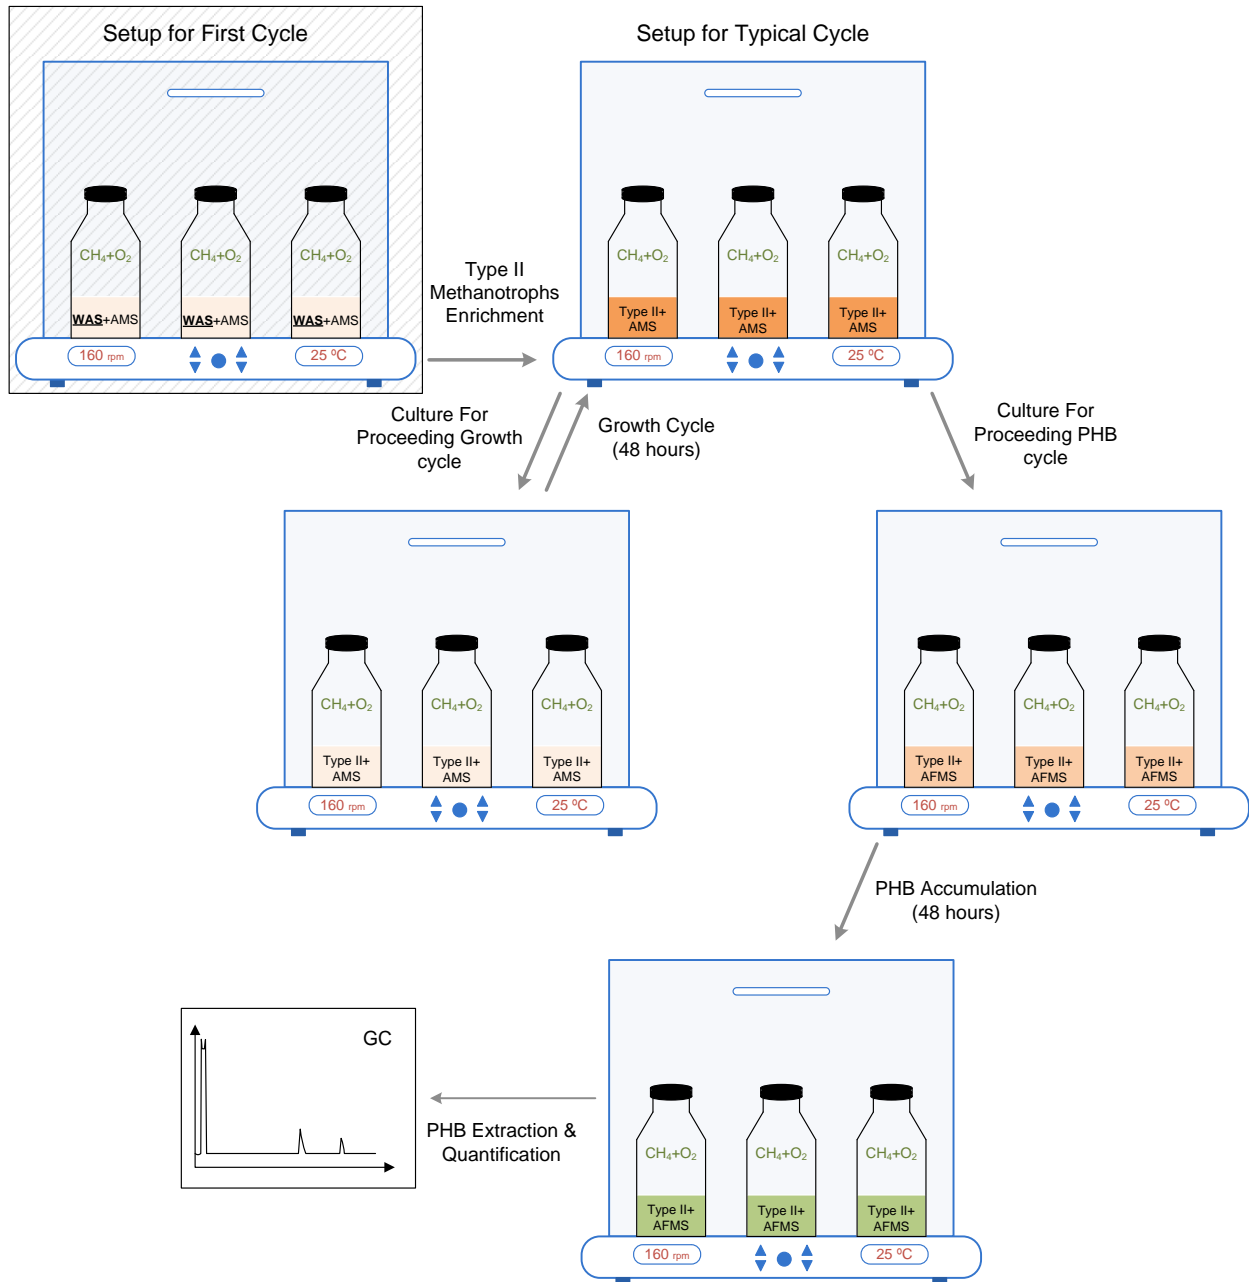 Setup for First Cycle
CH₄+O₂ CH₄+O₂ CH₄+O₂
WAS+AMS WAS+AMS WAS+AMS
160 rpm 25 ⁰C
Type II
Methanotrophs
Enrichment
Setup for Typical Cycle
CH₄+O₂ CH₄+O₂ CH₄+O₂
Type II+ Type II+ Type II+
AMS AMS AMS
160 rpm 25 ⁰C
Culture For
Proceeding Growth
cycle
Growth Cycle
(48 hours)
Culture For
Proceeding PHB
cycle
CH₄+O₂ CH₄+O₂ CH₄+O₂
Type II+ Type II+ Type II+
AMS AMS AMS
160 rpm 25 ⁰C
CH₄+O₂ CH₄+O₂ CH₄+O₂
Type II+ Type II+ Type II+
AFMS AFMS AFMS
160 rpm 25 ⁰C
PHB Accumulation
(48 hours)
CH₄+O₂ CH₄+O₂ CH₄+O₂
Type II+ Type II+ Type II+
AFMS AFMS AFMS
160 rpm 25 ⁰C
PHB Extraction &
Quantification
GC